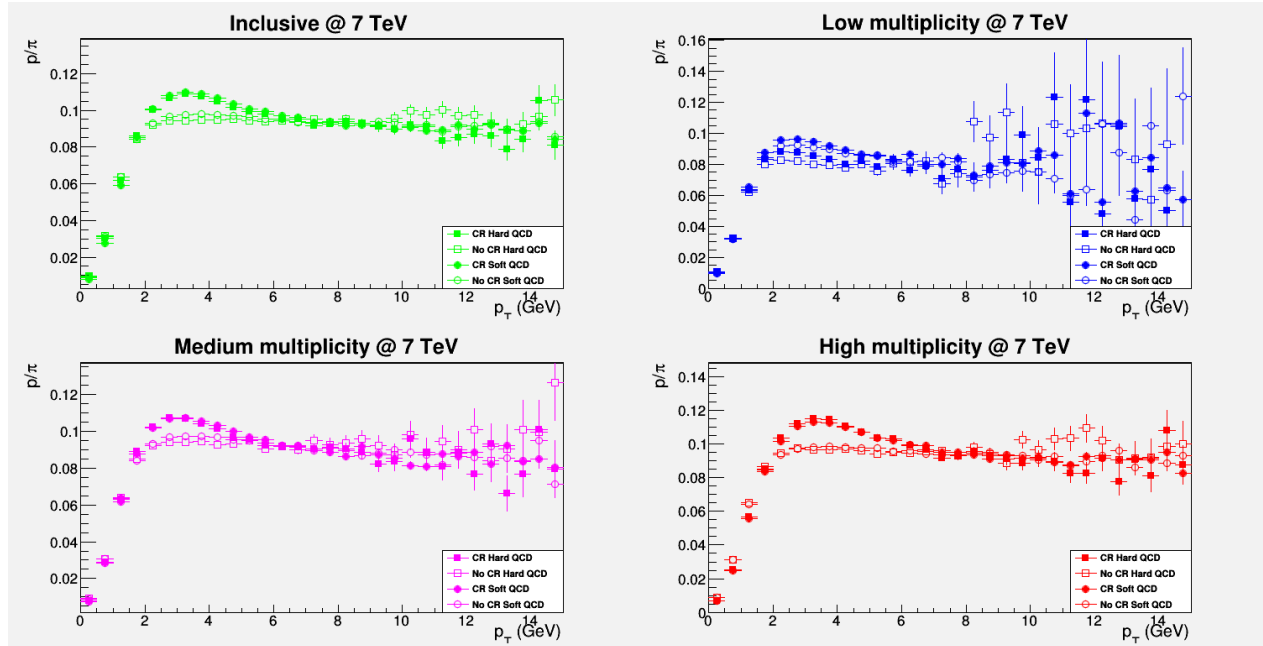 Inclusive @ 7 TeV
p/π
0.12
0.1
0.08
0.06
0.04
0.02
CR Hard QCD
No CR Hard QCD
CR Soft QCD
No CR Soft QCD
0 2 4 6 8 10 12 14
p_T (GeV)
Low multiplicity @ 7 TeV
p/π
0.16
0.14
0.12
0.1
0.08
0.06
0.04
0.02
0
CR Hard QCD
No CR Hard QCD
CR Soft QCD
No CR Soft QCD
0 2 4 6 8 10 12 14
p_T (GeV)
Medium multiplicity @ 7 TeV
p/π
0.12
0.1
0.08
0.06
0.04
0.02
CR Hard QCD
No CR Hard QCD
CR Soft QCD
No CR Soft QCD
0 2 4 6 8 10 12 14
p_T (GeV)
High multiplicity @ 7 TeV
p/π
0.14
0.12
0.1
0.08
0.06
0.04
0.02
0
CR Hard QCD
No CR Hard QCD
CR Soft QCD
No CR Soft QCD
0 2 4 6 8 10 12 14
p_T (GeV)